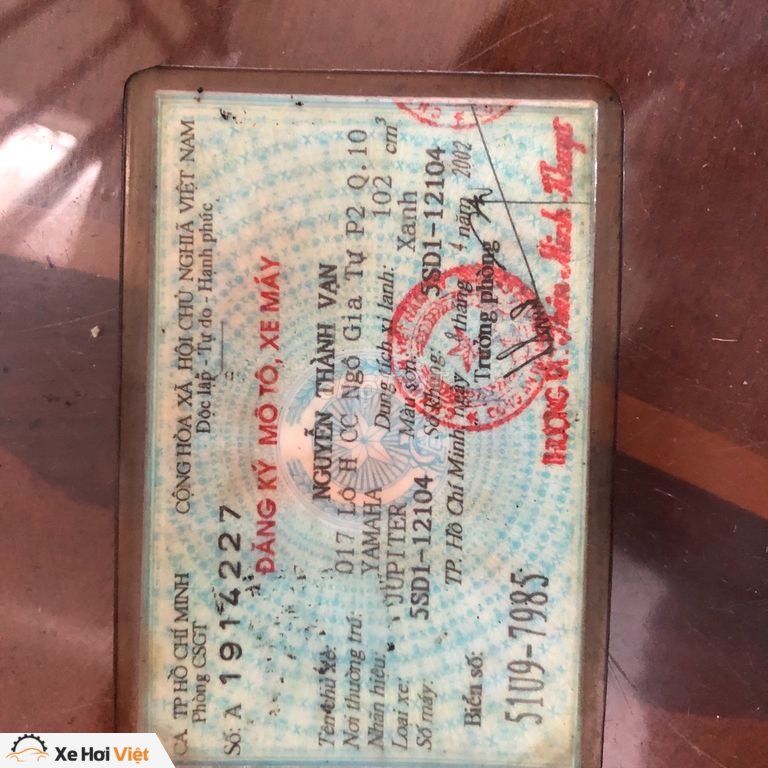 CA TP HỒ CHÍ MINH
Phòng CSGT
CỘNG HÒA XÃ HỘI CHỦ NGHĨA VIỆT NAM
Độc lập - Tự do - Hạnh phúc
Số: A 1914227
ĐĂNG KÝ MÔ TÔ, XE MÁY
Tên chủ xe: NGUYỄN THÀNH VẠN
Nơi thường trú: 017 LÔ H CC Ngô Gia Tự P2 Q.10
Nhãn hiệu: YAMAHA Dung tích xi lanh: 102 cm³
Loại xe: JUPITER Màu sơn: Xanh
Số máy: 5SD1-12104 Số khung: 5SD1-12104
TP. Hồ Chí Minh, ngày tháng 4 năm 2002
Trưởng phòng
Biển số:
51U9-7985
Xe Hơi Việt